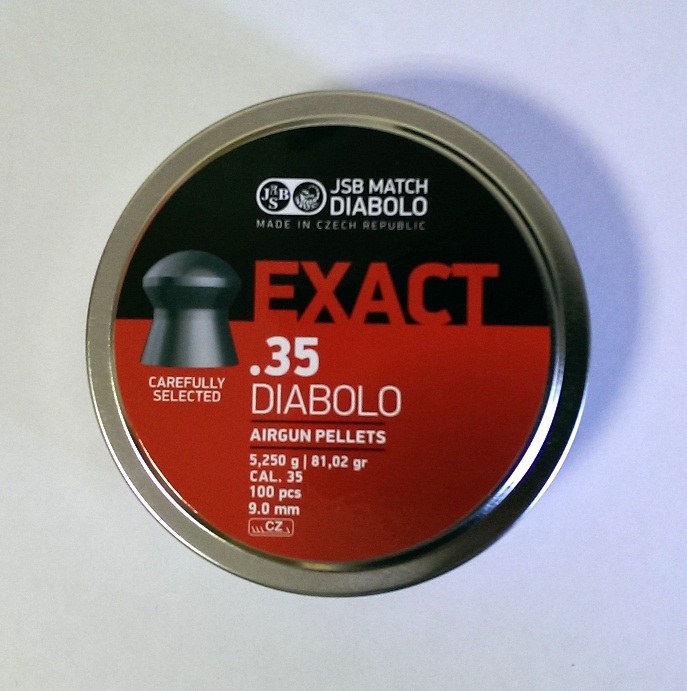 JSB
JSB MATCH
DIABOLO
MADE IN CZECH REPUBLIC
EXACT
.35
DIABOLO
CAREFULLY
SELECTED
AIRGUN PELLETS
5,250 g | 81,02 gr
CAL. 35
100 pcs
9.0 mm
CZ